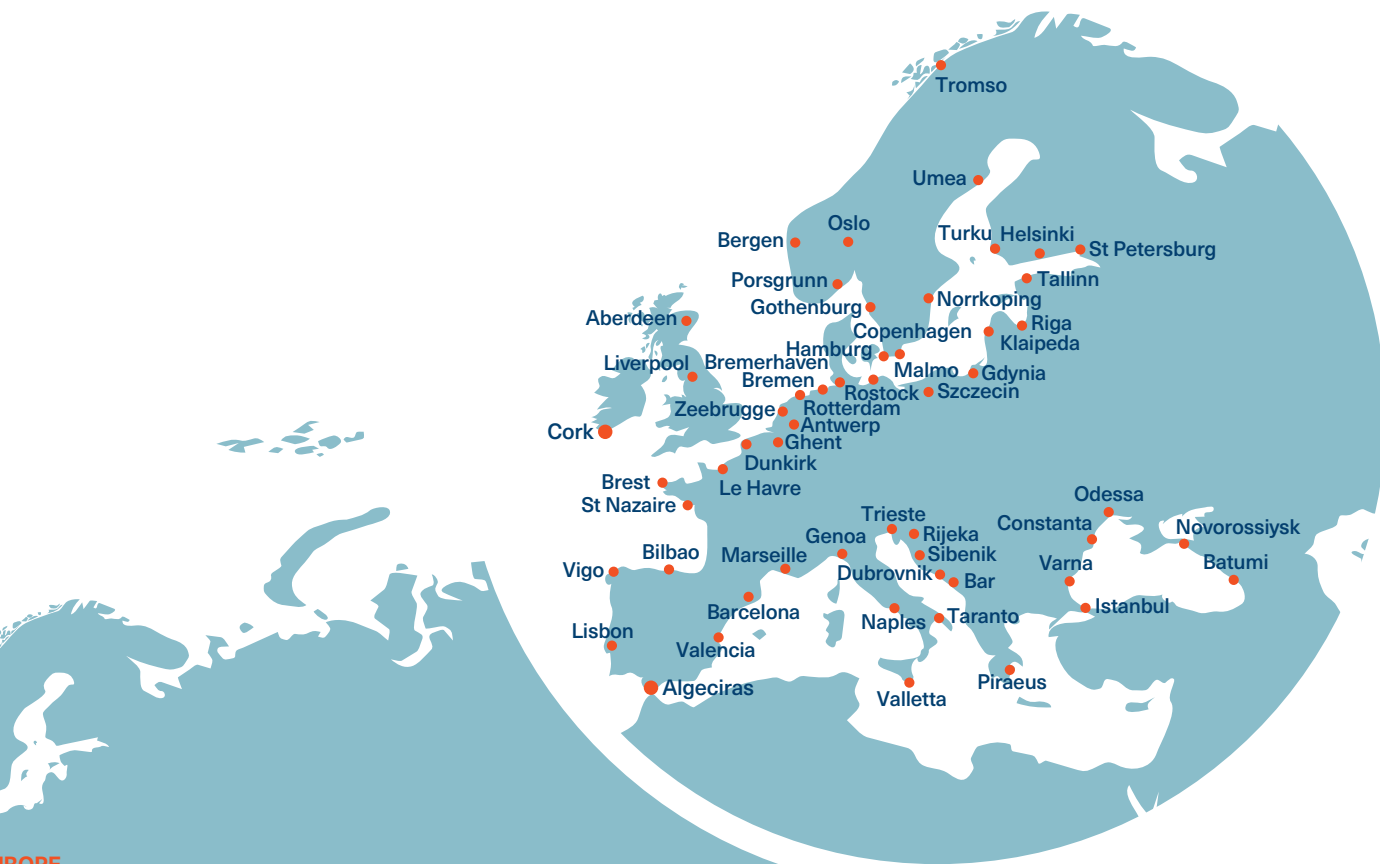 Tromso
Umea
Oslo
Bergen
Turku
Helsinki
St Petersburg
Porsgrunn
Tallinn
Gothenburg
Norrkoping
Aberdeen
Copenhagen
Riga
Klaipeda
Hamburg
Liverpool
Bremerhaven
Malmo
Gdynia
Bremen
Rostock
Szczecin
Zeebrugge
Rotterdam
Antwerp
Cork
Ghent
Dunkirk
Brest
Le Havre
St Nazaire
Odessa
Trieste
Constanta
Novorossiysk
Genoa
Rijeka
Bilbao
Marseille
Sibenik
Varna
Batumi
Vigo
Dubrovnik
Bar
Istanbul
Barcelona
Naples
Taranto
Lisbon
Valencia
Piraeus
Algeciras
Valletta